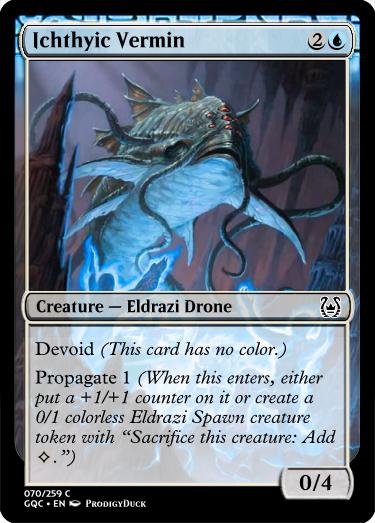 Ichthyic Vermin 2
Creature — Eldrazi Drone
Devoid (This card has no color.)
Propagate 1 (When this enters, either
put a +1/+1 counter on it or create a
0/1 colorless Eldrazi Spawn creature
token with “Sacrifice this creature: Add
.”)
0/4
070/259 C
GQC • EN ProdigyDuck